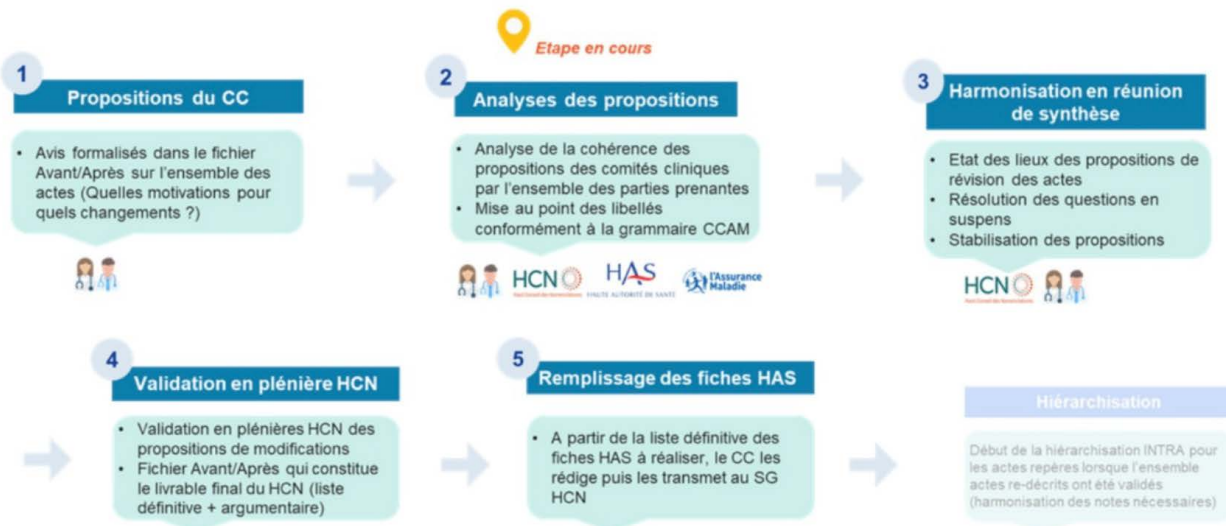 Etape en cours
1
Propositions du CC
• Avis formalisés dans le fichier
Avant/Après sur l'ensemble des
actes (Quelles motivations pour
quels changements ?)
2
Analyses des propositions
• Analyse de la cohérence des
propositions des comités cliniques
par l'ensemble des parties prenantes
• Mise au point des libellés
conformément à la grammaire CCAM
HCN
Haut Conseil des Nomenclatures
HAS
HAUTE AUTORITÉ DE SANTÉ
l'Assurance
Maladie
3
Harmonisation en réunion
de synthèse
• Etat des lieux des propositions de
révision des actes
• Résolution des questions en
suspens
• Stabilisation des propositions
HCN
Haut Conseil des Nomenclatures
4
Validation en plénière HCN
• Validation en plénières HCN des
propositions de modifications
• Fichier Avant/Après qui constitue
le livrable final du HCN (liste
définitive + argumentaire)
5
Remplissage des fiches HAS
• A partir de la liste définitive des
fiches HAS à réaliser, le CC les
rédige puis les transmet au SG
HCN
Hiérarchisation
Début de la hiérarchisation INTRA pour
les actes repères lorsque l'ensemble
actes re-décrits ont été validés
(harmonisation des notes nécessaires)